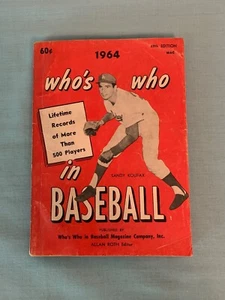 60¢
1964
49th EDITION
who's who
Lifetime
Records
of More
Than
500 Players
SANDY KOUFAX
in
BASEBALL
PUBLISHED BY
Who's Who in Baseball Magazine Company, Inc.
ALLAN ROTH Editor